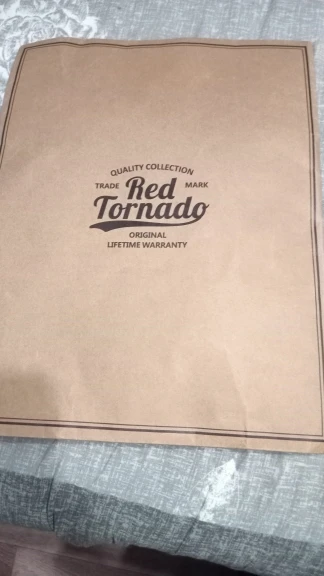 QUALITY COLLECTION
TRADE Red MARK
Tornado
ORIGINAL
LIFETIME WARRANTY